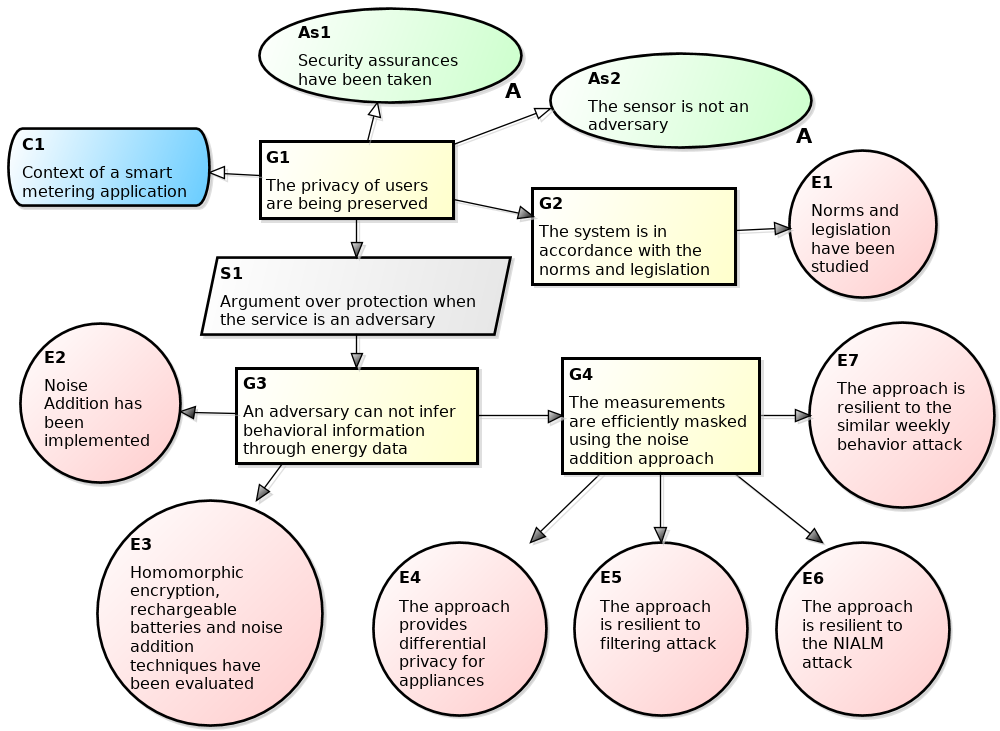 As1
Security assurances
have been taken
A
As2
The sensor is not an
adversary
A
C1
Context of a smart
metering application
G1
The privacy of users
are being preserved
G2
The system is in
accordance with the
norms and legislation
E1
Norms and
legislation
have been
studied
S1
Argument over protection when
the service is an adversary
E2
Noise
Addition has
been
implemented
G3
An adversary can not infer
behavioral information
through energy data
G4
The measurements
are efficiently masked
using the noise
addition approach
E7
The approach is
resilient to the
similar weekly
behavior attack
E3
Homomorphic
encryption,
rechargeable
batteries and noise
addition
techniques have
been evaluated
E4
The approach
provides
differential
privacy for
appliances
E5
The approach
is resilient to
filtering attack
E6
The approach
is resilient to
the NIALM
attack